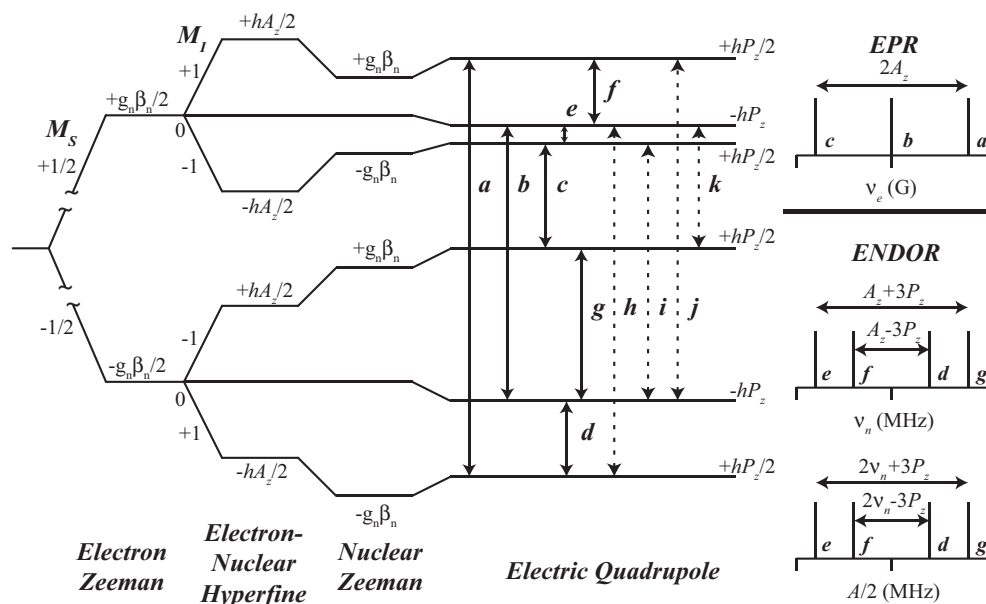 M_I
+hA_z/2
+1
+g_nβ_n
+hP_z/2
+g_nβ_n/2
e
f
-hP_z
M_S
0
+1/2
-1
+hP_z/2
-g_nβ_n
-hA_z/2
a
b
c
k
+g_nβ_n
+hP_z/2
+hA_z/2
g
h
i
j
-1/2
-1
-g_nβ_n/2
0
-hP_z
+1
d
-hA_z/2
+hP_z/2
-g_nβ_n
Electron
Zeeman
Electron-
Nuclear
Hyperfine
Nuclear
Zeeman
Electric Quadrupole
EPR
2A_z
c
b
a
ν_e (G)
ENDOR
A_z+3P_z
A_z-3P_z
e
f
d
g
ν_n (MHz)
2ν_n+3P_z
2ν_n-3P_z
e
f
d
g
A/2 (MHz)